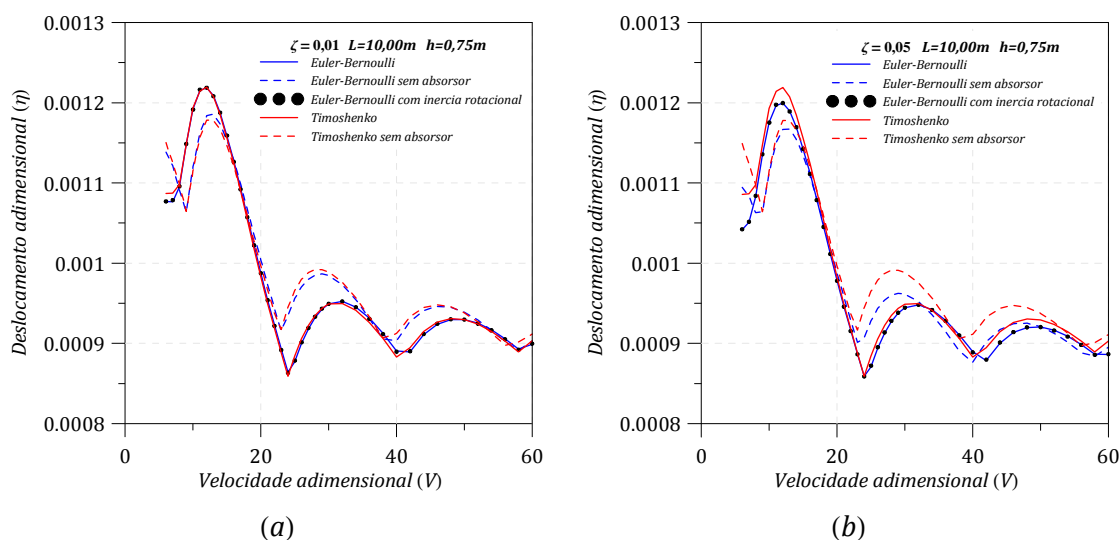 0.0013
0.0012
0.0011
0.001
0.0009
0.0008
Deslocamento adimensional (η)
ζ = 0,01 L=10,00m h=0,75m
Euler-Bernoulli
Euler-Bernoulli sem absorsor
Euler-Bernoulli com inercia rotacional
Timoshenko
Timoshenko sem absorsor
0 20 40 60
Velocidade adimensional (V)
(a)
0.0013
0.0012
0.0011
0.001
0.0009
0.0008
Deslocamento adimensional (η)
ζ = 0,05 L=10,00m h=0,75m
Euler-Bernoulli
Euler-Bernoulli sem absorsor
Euler-Bernoulli com inercia rotacional
Timoshenko
Timoshenko sem absorsor
0 20 40 60
Velocidade adimensional (V)
(b)